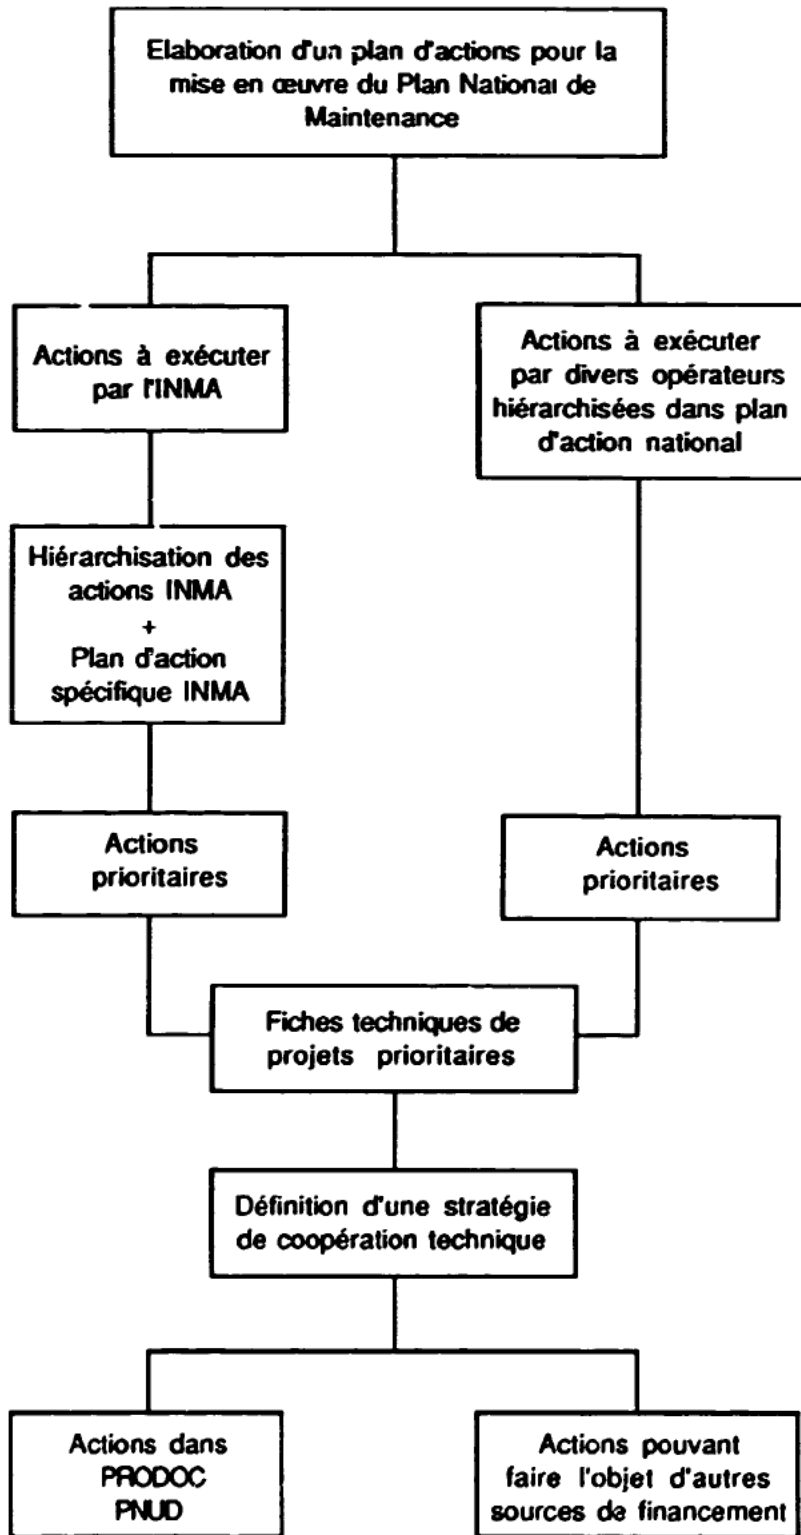 Elaboration d'un plan d'actions pour la
mise en œuvre du Plan National de
Maintenance
Actions à exécuter
par l'INMA
Actions à exécuter
par divers opérateurs
hiérarchisées dans plan
d'action national
Hiérarchisation des
actions INMA
+
Plan d'action
spécifique INMA
Actions
prioritaires
Actions
prioritaires
Fiches techniques de
projets prioritaires
Définition d'une stratégie
de coopération technique
Actions dans
PRODOC
PNUD
Actions pouvant
faire l'objet d'autres
sources de financement